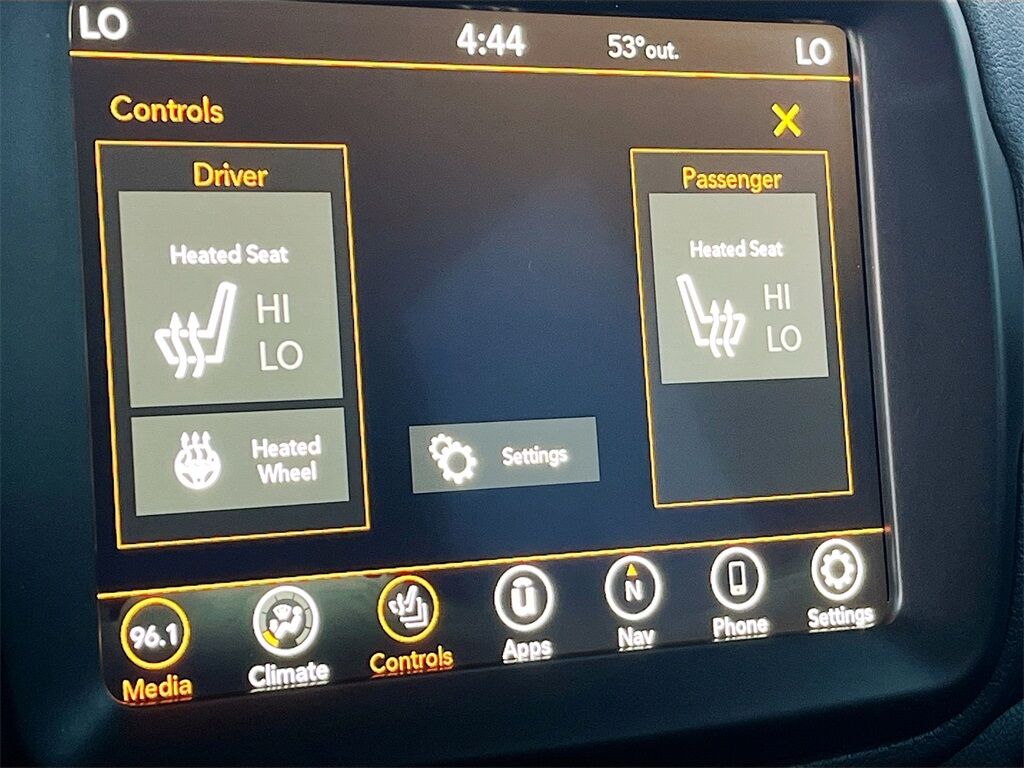 LO 4:44 53°out. LO
Controls X
Driver
Heated Seat
HI
LO
Heated
Wheel
Settings
Passenger
Heated Seat
HI
LO
96.1
Media
Climate
Controls
ū
Apps
N
Nav
Phone
Settings